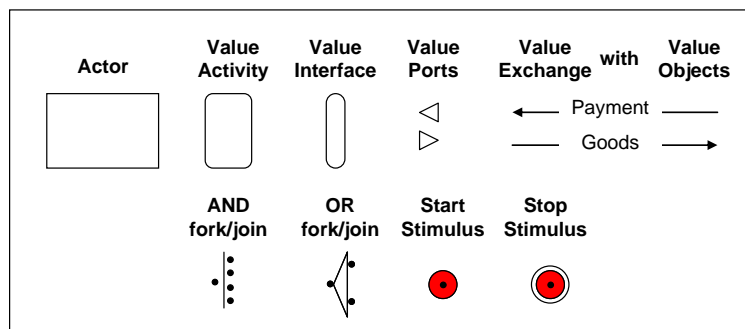 Actor
Value Activity
Value Interface
Value Ports
Value Exchange
with
Value Objects
Payment
Goods
AND fork/join
OR fork/join
Start Stimulus
Stop Stimulus